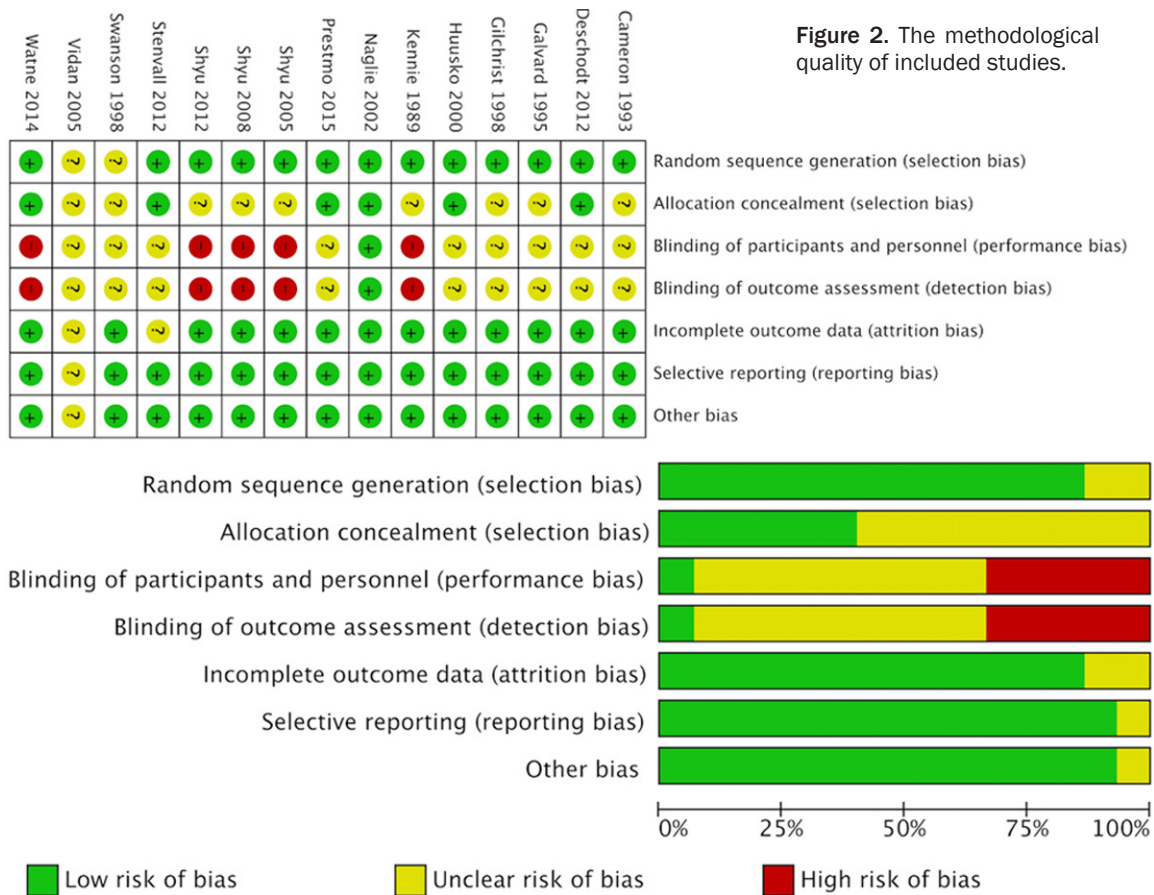 Figure 2. The methodological
quality of included studies.
Watne 2014
Vidan 2005
Swanson 1998
Stenvall 2012
Shyu 2012
Shyu 2008
Shyu 2005
Prestmo 2015
Naglie 2002
Kennie 1989
Huusko 2000
Gilchrist 1998
Galvard 1995
Deschodt 2012
Cameron 1993
+ ? ? + + + + + + + + + + + + Random sequence generation (selection bias)
+ ? ? + ? ? ? + + ? + ? ? + ? Allocation concealment (selection bias)
- ? ? ? - - - ? + - ? ? ? ? ? Blinding of participants and personnel (performance bias)
- ? ? ? - - - ? + - ? ? ? ? ? Blinding of outcome assessment (detection bias)
+ ? + ? + + + + + + + + + + + Incomplete outcome data (attrition bias)
+ ? + + + + + + + + + + + + + Selective reporting (reporting bias)
+ ? + + + + + + + + + + + + + Other bias
Random sequence generation (selection bias)
Allocation concealment (selection bias)
Blinding of participants and personnel (performance bias)
Blinding of outcome assessment (detection bias)
Incomplete outcome data (attrition bias)
Selective reporting (reporting bias)
Other bias
0% 25% 50% 75% 100%
Low risk of bias Unclear risk of bias High risk of bias